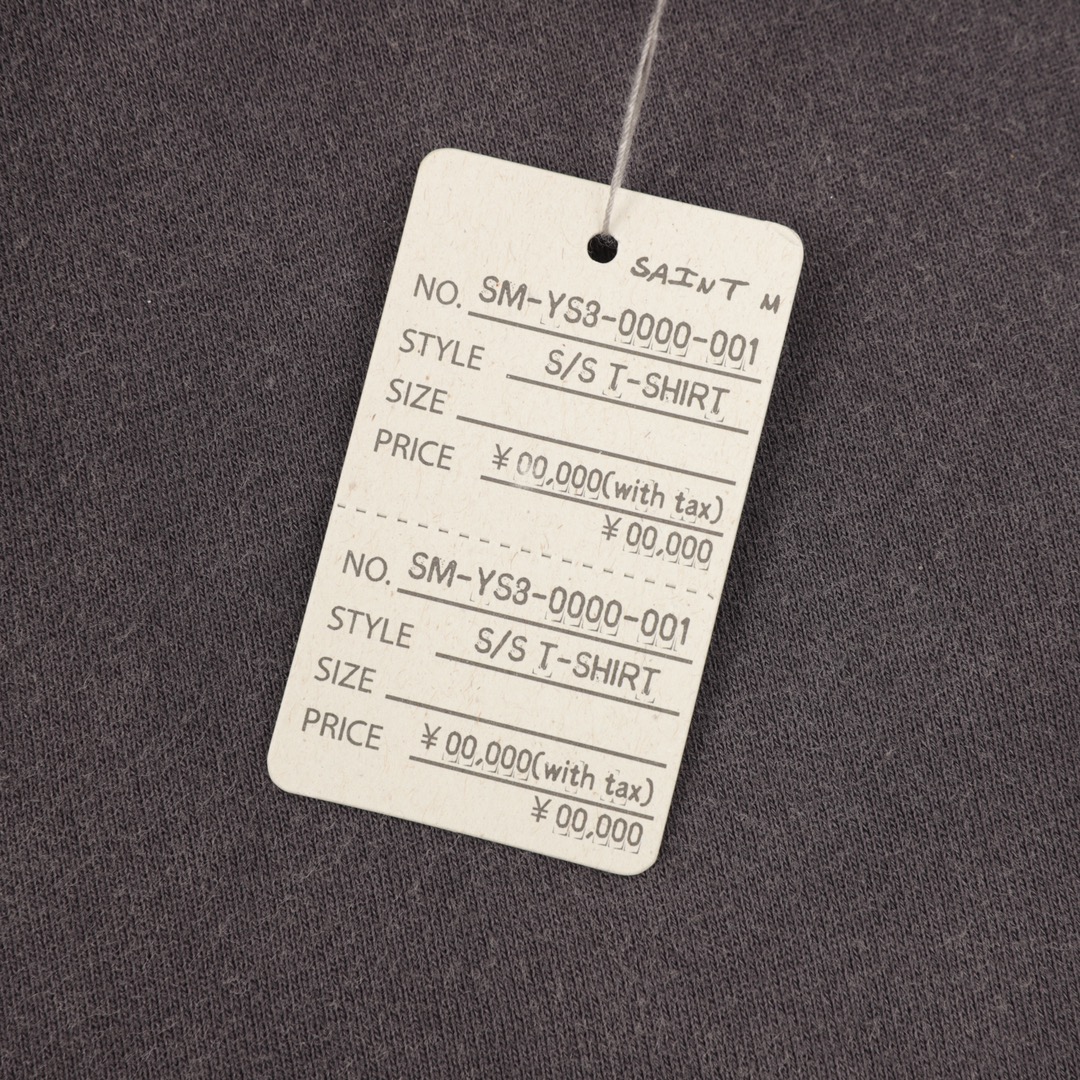 SAINT M
NO. SM-YS3-0000-001
STYLE S/S T-SHIRT
SIZE
PRICE ¥00,000(with tax)
¥00,000
NO. SM-YS3-0000-001
STYLE S/S T-SHIRT
SIZE
PRICE ¥00,000(with tax)
¥00,000